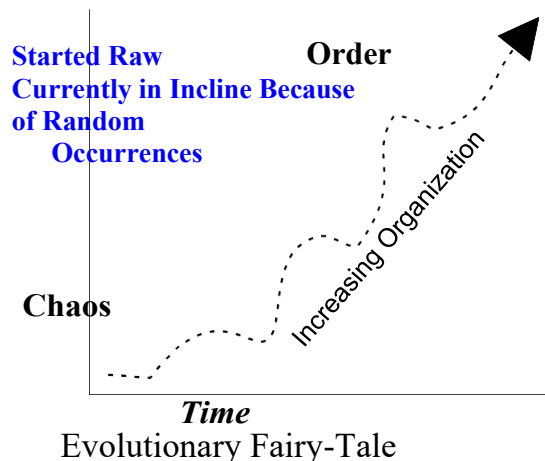 Started Raw
Order
Currently in Incline Because
of Random
Occurrences
Increasing Organization
Chaos
Time
Evolutionary Fairy-Tale